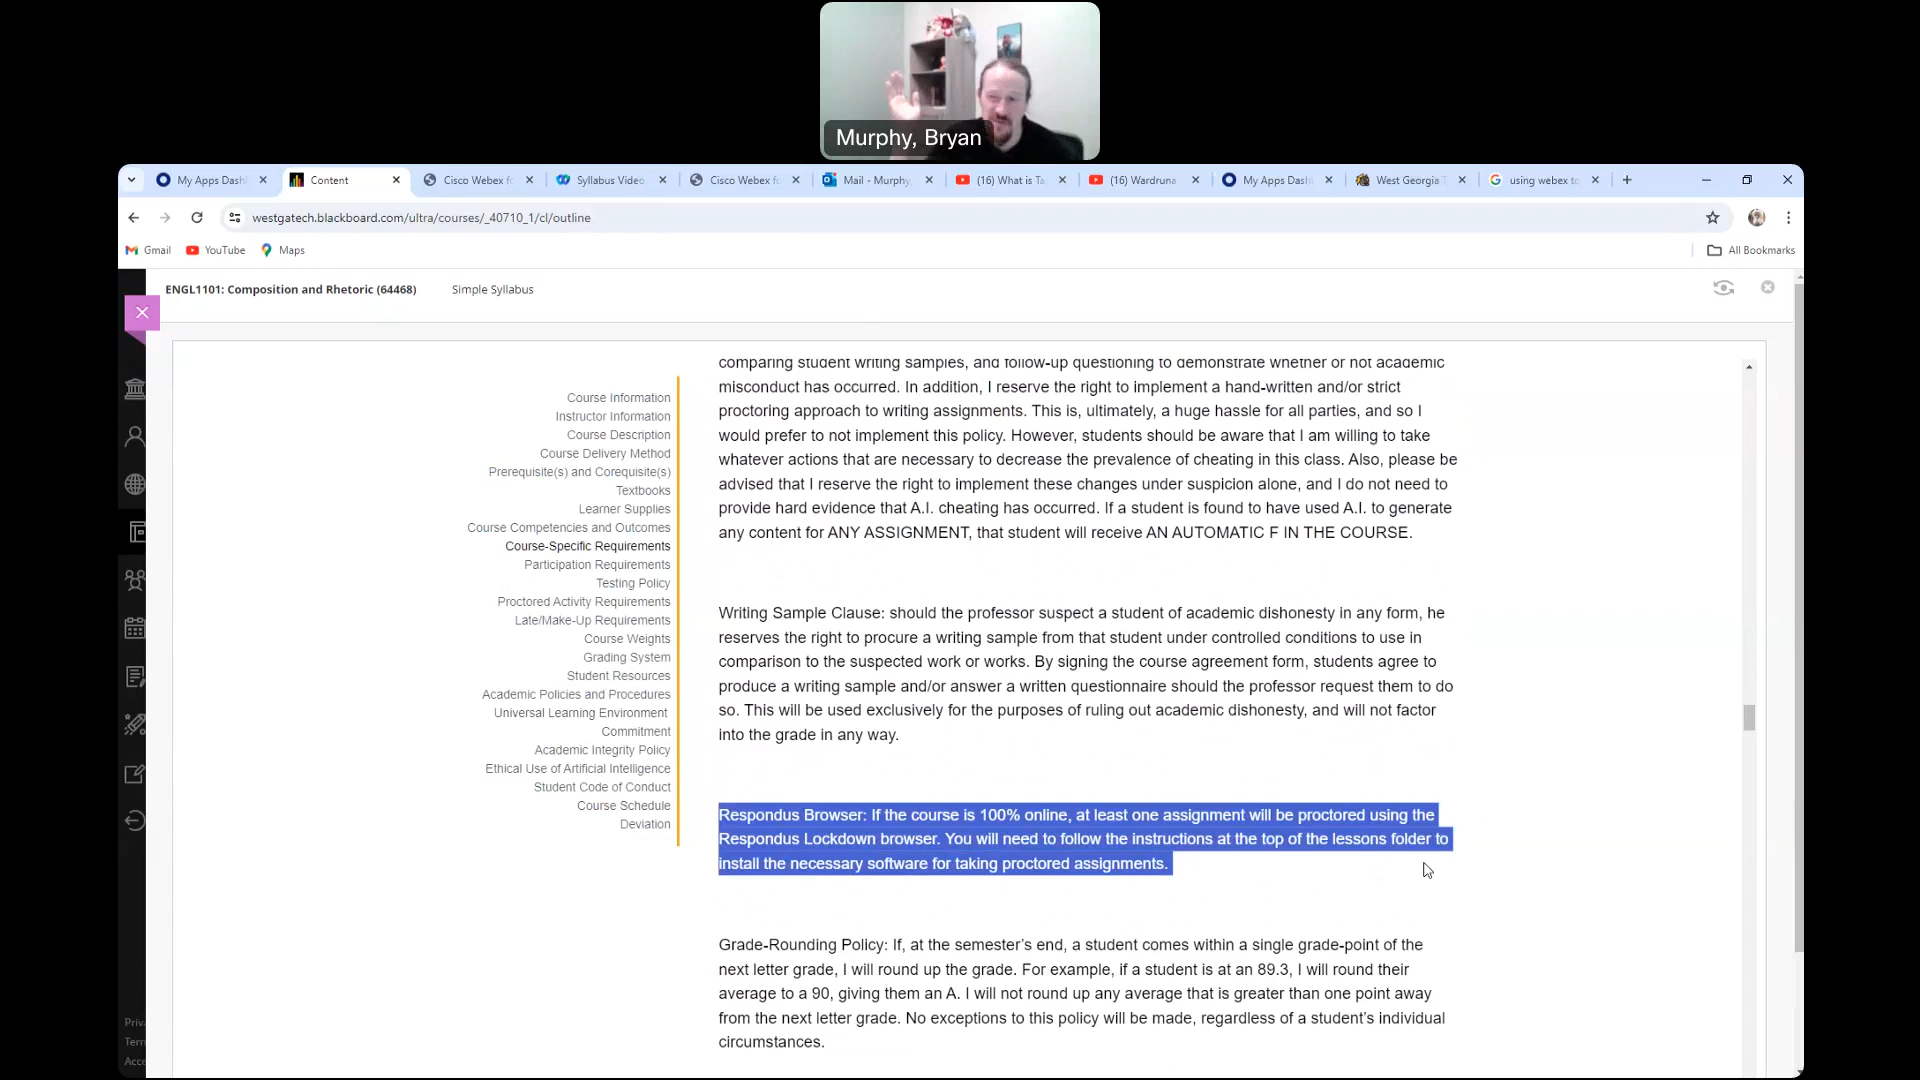 Murphy, Bryan
My Apps Dash
Content
Cisco Webex fo
Syllabus Video
Cisco Webex fo
Mail - Murphy,
(16) What is Ta
(16) Wardruna
My Apps Dash
West Georgia T
using webex to
westgatech.blackboard.com/ultra/courses/_40710_1/cl/outline
Gmail
YouTube
Maps
All Bookmarks
ENGL1101: Composition and Rhetoric (64468)
Simple Syllabus
Course Information
Instructor Information
Course Description
Course Delivery Method
Prerequisite(s) and Corequisite(s)
Textbooks
Learner Supplies
Course Competencies and Outcomes
Course-Specific Requirements
Participation Requirements
Testing Policy
Proctored Activity Requirements
Late/Make-Up Requirements
Course Weights
Grading System
Student Resources
Academic Policies and Procedures
Universal Learning Environment
Commitment
Academic Integrity Policy
Ethical Use of Artificial Intelligence
Student Code of Conduct
Course Schedule
Deviation
comparing student writing samples, and follow-up questioning to demonstrate whether or not academic
misconduct has occurred. In addition, I reserve the right to implement a hand-written and/or strict
proctoring approach to writing assignments. This is, ultimately, a huge hassle for all parties, and so I
would prefer to not implement this policy. However, students should be aware that I am willing to take
whatever actions that are necessary to decrease the prevalence of cheating in this class. Also, please be
advised that I reserve the right to implement these changes under suspicion alone, and I do not need to
provide hard evidence that A.I. cheating has occurred. If a student is found to have used A.I. to generate
any content for ANY ASSIGNMENT, that student will receive AN AUTOMATIC F IN THE COURSE.
Writing Sample Clause: should the professor suspect a student of academic dishonesty in any form, he
reserves the right to procure a writing sample from that student under controlled conditions to use in
comparison to the suspected work or works. By signing the course agreement form, students agree to
produce a writing sample and/or answer a written questionnaire should the professor request them to do
so. This will be used exclusively for the purposes of ruling out academic dishonesty, and will not factor
into the grade in any way.
Respondus Browser: If the course is 100% online, at least one assignment will be proctored using the
Respondus Lockdown browser. You will need to follow the instructions at the top of the lessons folder to
install the necessary software for taking proctored assignments.
Grade-Rounding Policy: If, at the semester's end, a student comes within a single grade-point of the
next letter grade, I will round up the grade. For example, if a student is at an 89.3, I will round their
average to a 90, giving them an A. I will not round up any average that is greater than one point away
from the next letter grade. No exceptions to this policy will be made, regardless of a student's individual
circumstances.
Priv
Term
Acce